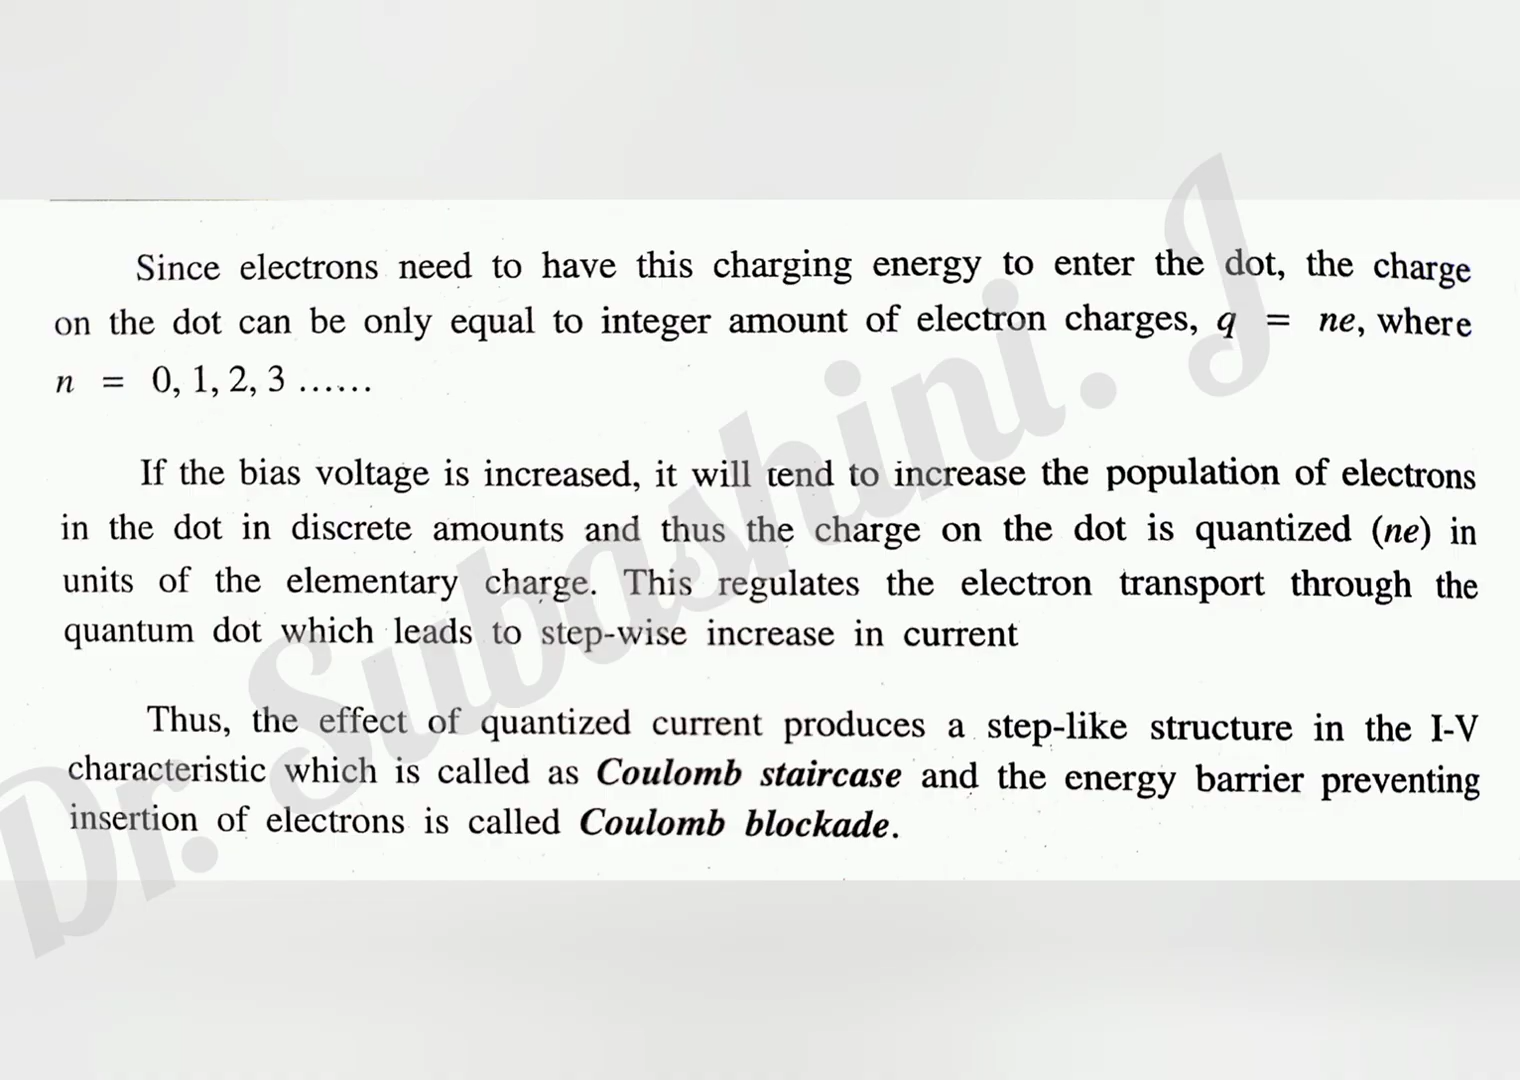 Since electrons need to have this charging energy to enter the dot, the charge
on the dot can be only equal to integer amount of electron charges, q = ne, where
n = 0, 1, 2, 3 ......
If the bias voltage is increased, it will tend to increase the population of electrons
in the dot in discrete amounts and thus the charge on the dot is quantized (ne) in
units of the elementary charge. This regulates the electron transport through the
quantum dot which leads to step-wise increase in current
Thus, the effect of quantized current produces a step-like structure in the I-V
characteristic which is called as Coulomb staircase and the energy barrier preventing
insertion of electrons is called Coulomb blockade.
Dr. Subashini. J